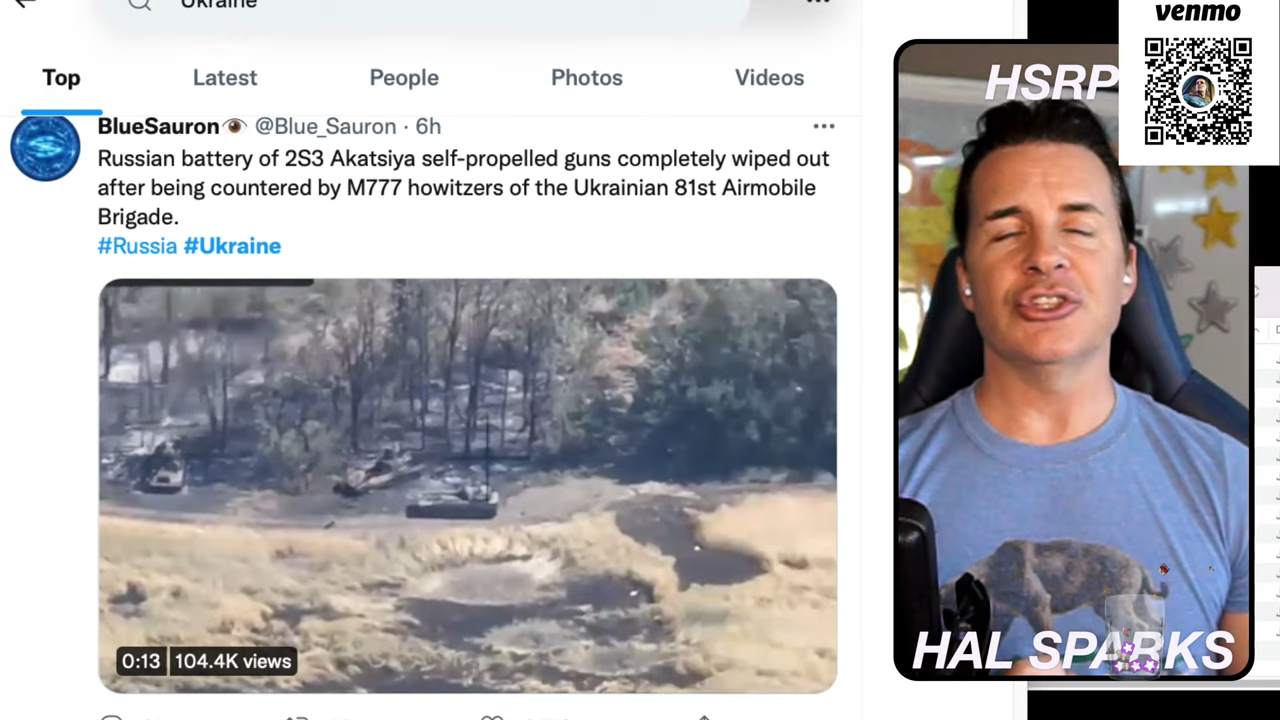 Ukraine
Top
Latest
People
Photos
Videos
BlueSauron👁 @Blue_Sauron · 6h
Russian battery of 2S3 Akatsiya self-propelled guns completely wiped out
after being countered by M777 howitzers of the Ukrainian 81st Airmobile
Brigade.
#Russia #Ukraine
0:13
104.4K views
venmo
HSRP
HAL SPARKS